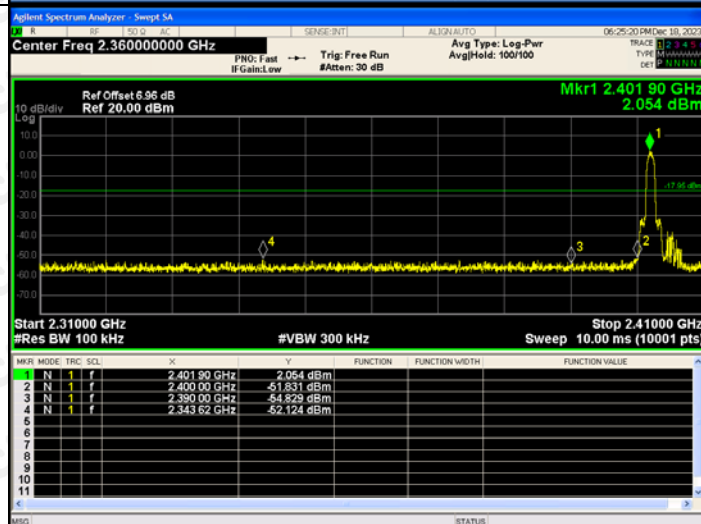 Agilent Spectrum Analyzer - Swept SA
R RF 50 Ω AC SENSE:INT ALIGN AUTO 06:25:20 PM Dec 18, 2023
Center Freq 2.360000000 GHz
PNO: Fast
IFGain:Low
Trig: Free Run
#Atten: 30 dB
Avg Type: Log-Pwr
Avg|Hold: 100/100
TRACE 1 2 3 4 5
TYPE M
DET P N N N N
Mkr1 2.401 90 GHz
2.054 dBm
Ref Offset 6.96 dB
10 dB/div Ref 20.00 dBm
Log
10.0
0.00
-10.0
-20.0
-30.0
-40.0
-50.0
-60.0
-70.0
1
-17.95 dBm
4
3
2
Start 2.31000 GHz Stop 2.41000 GHz
#Res BW 100 kHz #VBW 300 kHz Sweep 10.00 ms (10001 pts)
MKR MODE TRC SCL X Y FUNCTION FUNCTION WIDTH FUNCTION VALUE
1 N 1 f 2.401 90 GHz 2.054 dBm
2 N 1 f 2.400 00 GHz -51.831 dBm
3 N 1 f 2.390 00 GHz -54.829 dBm
4 N 1 f 2.343 62 GHz -52.124 dBm
5
6
7
8
9
10
11
MSG STATUS